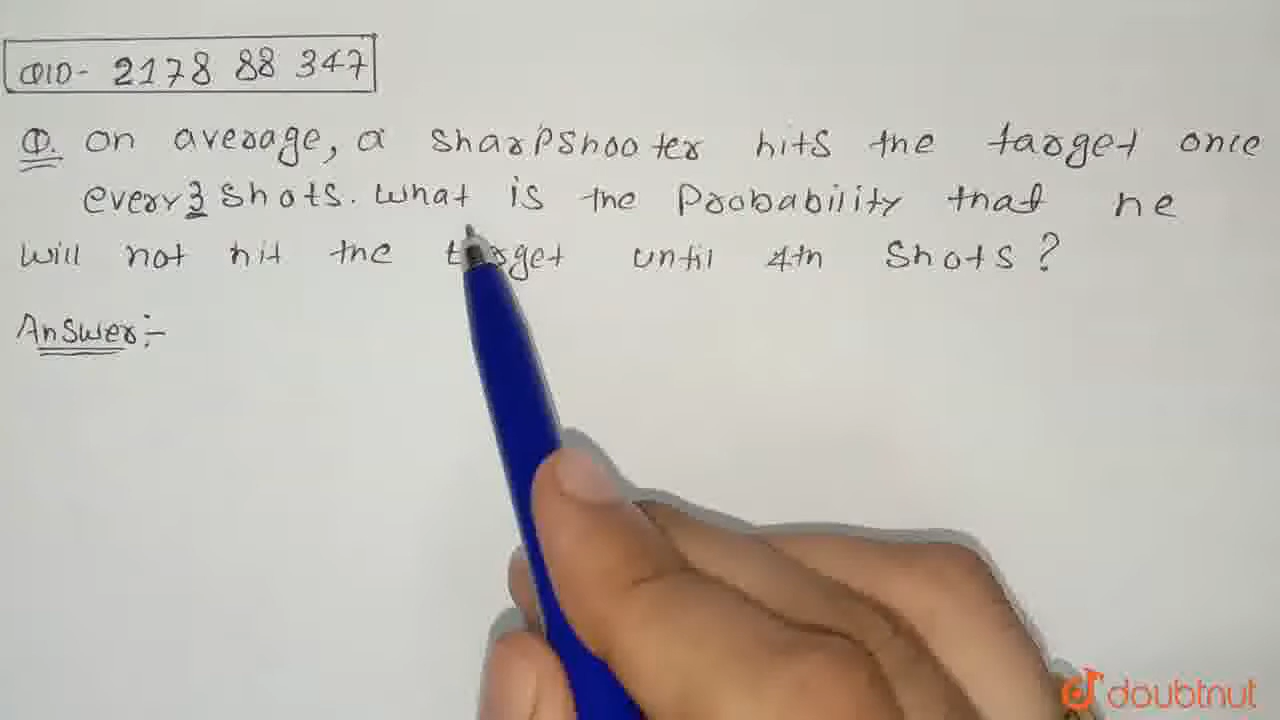 QID- 2178 88 347
Q. on average, a sharpshooter hits the target once
every 3 shots. What is the Probability that he
will not hit the target until 4th Shots?
Answer:-
doubtnut